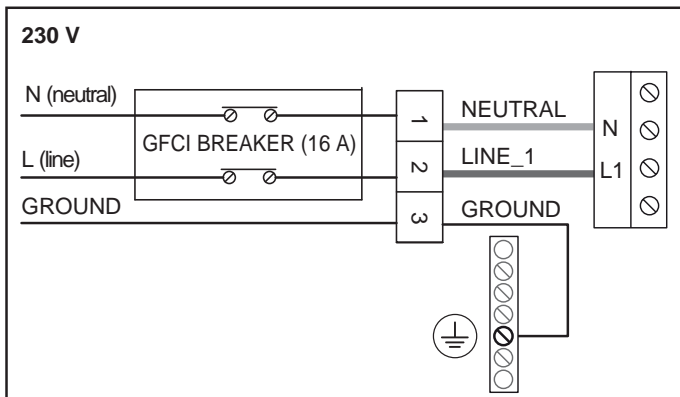 230 V
N (neutral)
GFCI BREAKER (16 A)
L (line)
GROUND
1
2
3
NEUTRAL
LINE_1
GROUND
N
L1